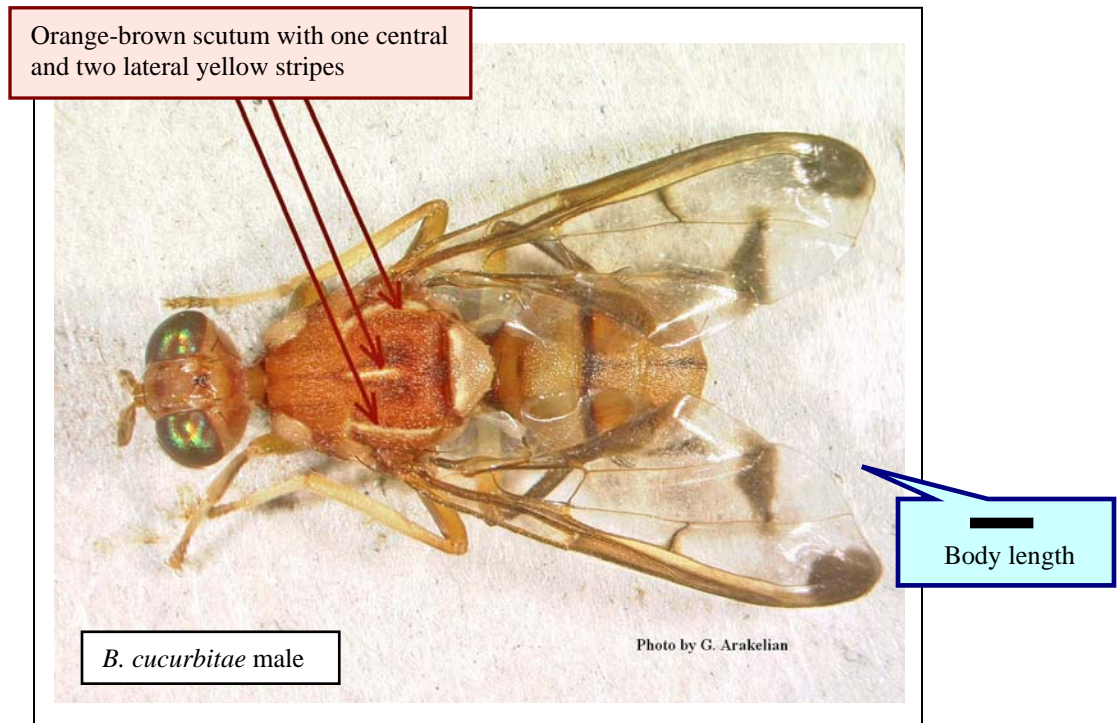 Orange-brown scutum with one central
and two lateral yellow stripes
Body length
Photo by G. Arakelian
B. cucurbitae male